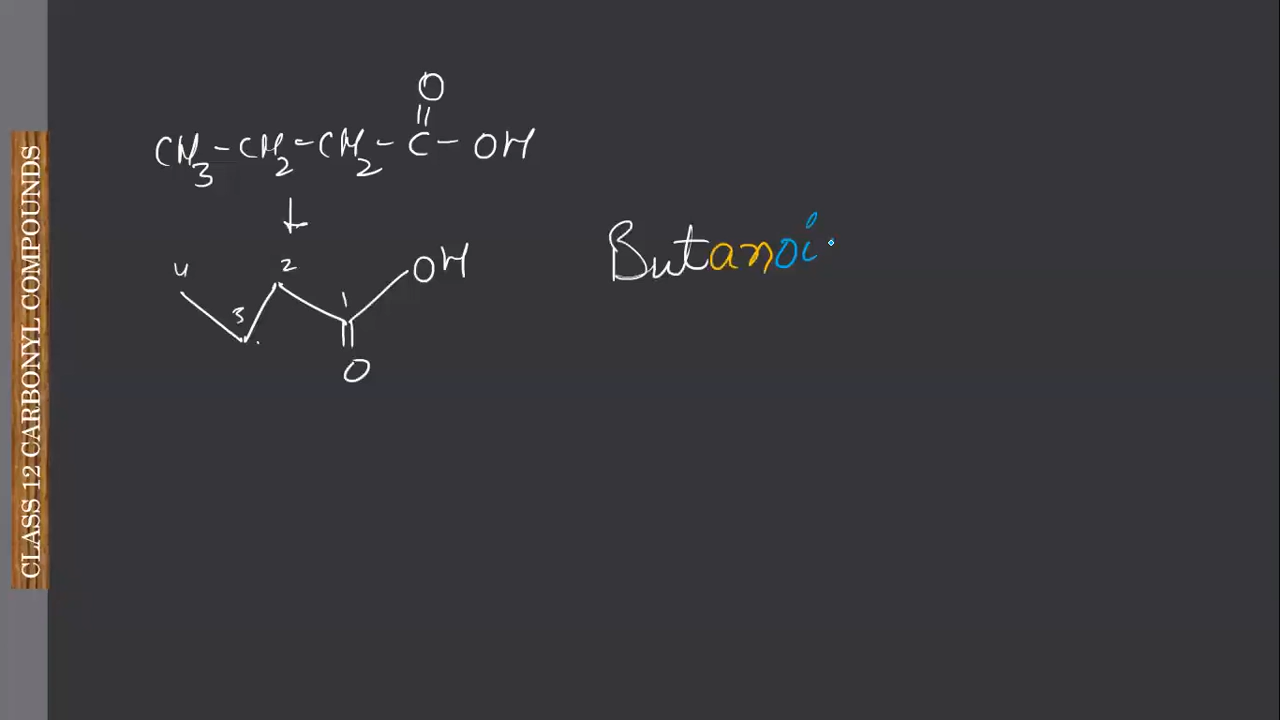 CLASS 12 CARBONYL COMPOUNDS
O
||
CH3-CH2-CH2-C-OH
4 3 2 1 OH
O
Butanoi